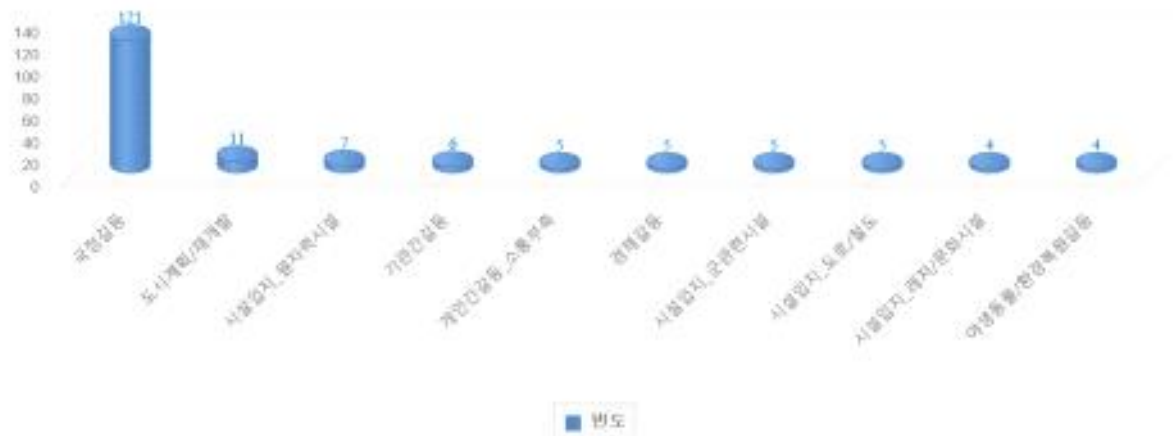 140
120
100
80
60
40
20
0
121
11
7
6
5
5
5
5
4
4
국정갈등
도시계획/재개발
시설입지_원자력시설
기관간갈등
개인간갈등_소통부족
경제갈등
시설입지_군관련시설
시설입지_도로/철도
시설입지_레저/문화시설
야생동물/환경복원갈등
빈도